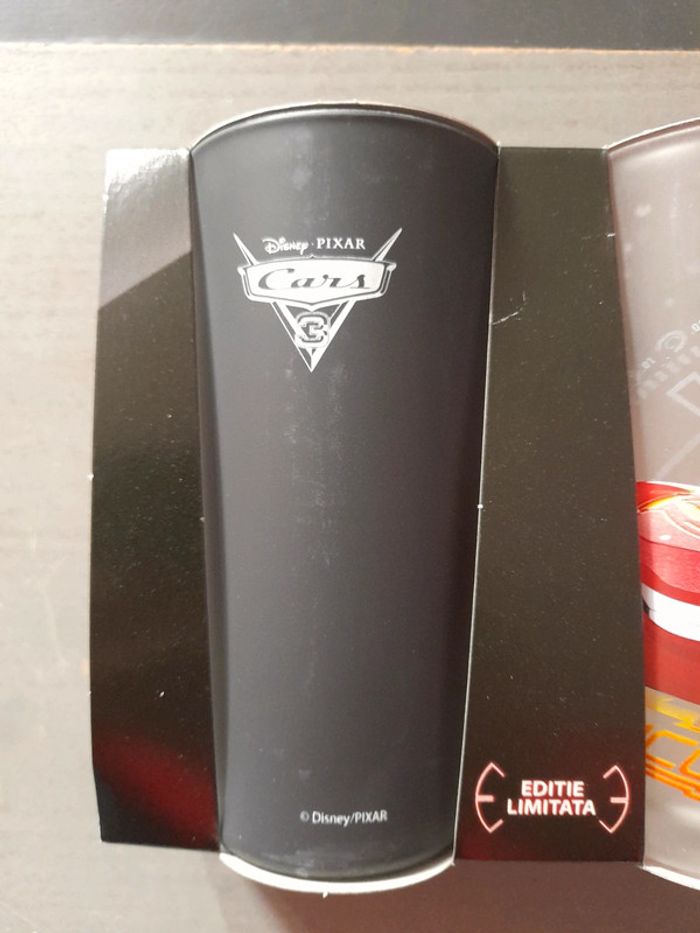 Disney · PIXAR
Cars
3
© Disney/PIXAR
EDITIE
LIMITATA